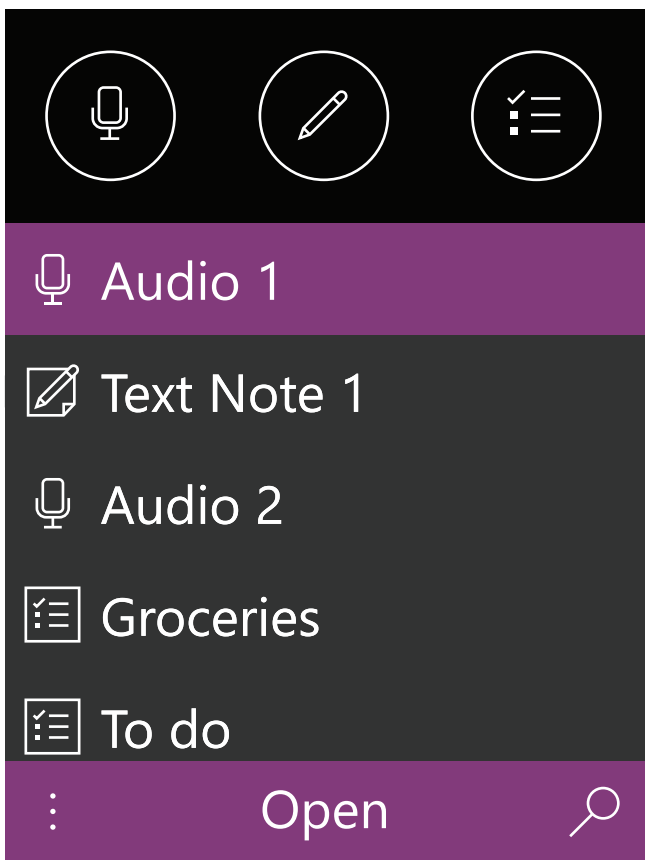 Audio 1
Text Note 1
Audio 2
Groceries
To do
Open